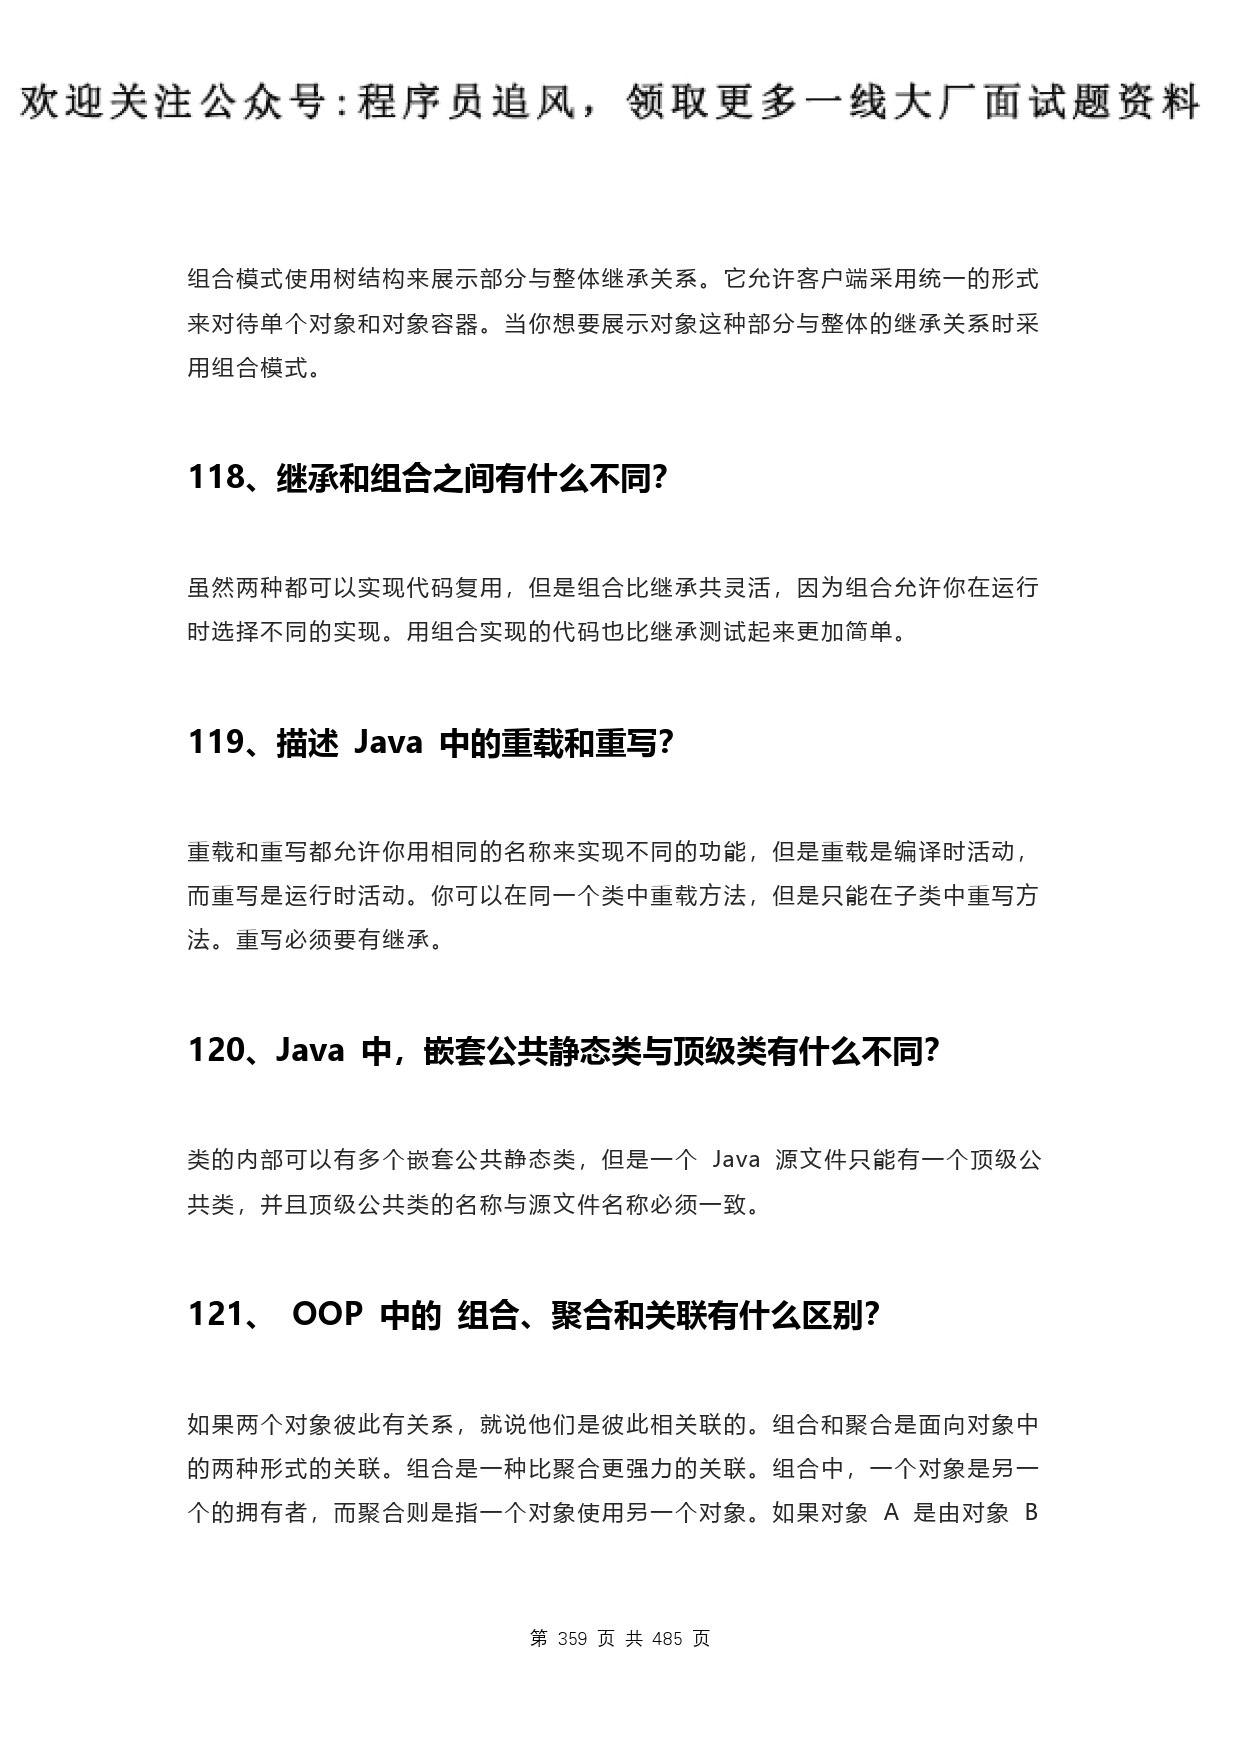 欢迎关注公众号:程序员追风，领取更多一线大厂面试题资料
组合模式使用树结构来展示部分与整体继承关系。它允许客户端采用统一的形式
来对待单个对象和对象容器。当你想要展示对象这种部分与整体的继承关系时采
用组合模式。
118、继承和组合之间有什么不同？
虽然两种都可以实现代码复用，但是组合比继承共灵活，因为组合允许你在运行
时选择不同的实现。用组合实现的代码也比继承测试起来更加简单。
119、描述 Java 中的重载和重写？
重载和重写都允许你用相同的名称来实现不同的功能，但是重载是编译时活动，
而重写是运行时活动。你可以在同一个类中重载方法，但是只能在子类中重写方
法。重写必须要有继承。
120、Java 中，嵌套公共静态类与顶级类有什么不同？
类的内部可以有多个嵌套公共静态类，但是一个 Java 源文件只能有一个顶级公
共类，并且顶级公共类的名称与源文件名称必须一致。
121、 OOP 中的 组合、聚合和关联有什么区别？
如果两个对象彼此有关系，就说他们是彼此相关联的。组合和聚合是面向对象中
的两种形式的关联。组合是一种比聚合更强力的关联。组合中，一个对象是另一
个的拥有者，而聚合则是指一个对象使用另一个对象。如果对象 A 是由对象 B
第 359 页 共 485 页